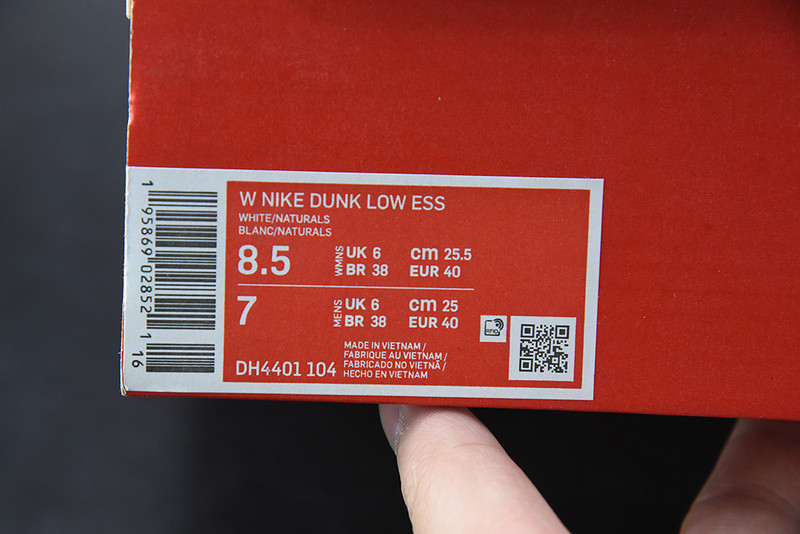 W NIKE DUNK LOW ESS
WHITE/NATURALS
BLANC/NATURALS
8.5 WMNS UK 6 cm 25.5
BR 38 EUR 40
7 MENS UK 6 cm 25
BR 38 EUR 40
MADE IN VIETNAM /
FABRIQUE AU VIETNAM /
FABRICADO NO VIETNÃ /
DH4401 104 HECHO EN VIETNAM
RFID
1 95869 02852 1 16